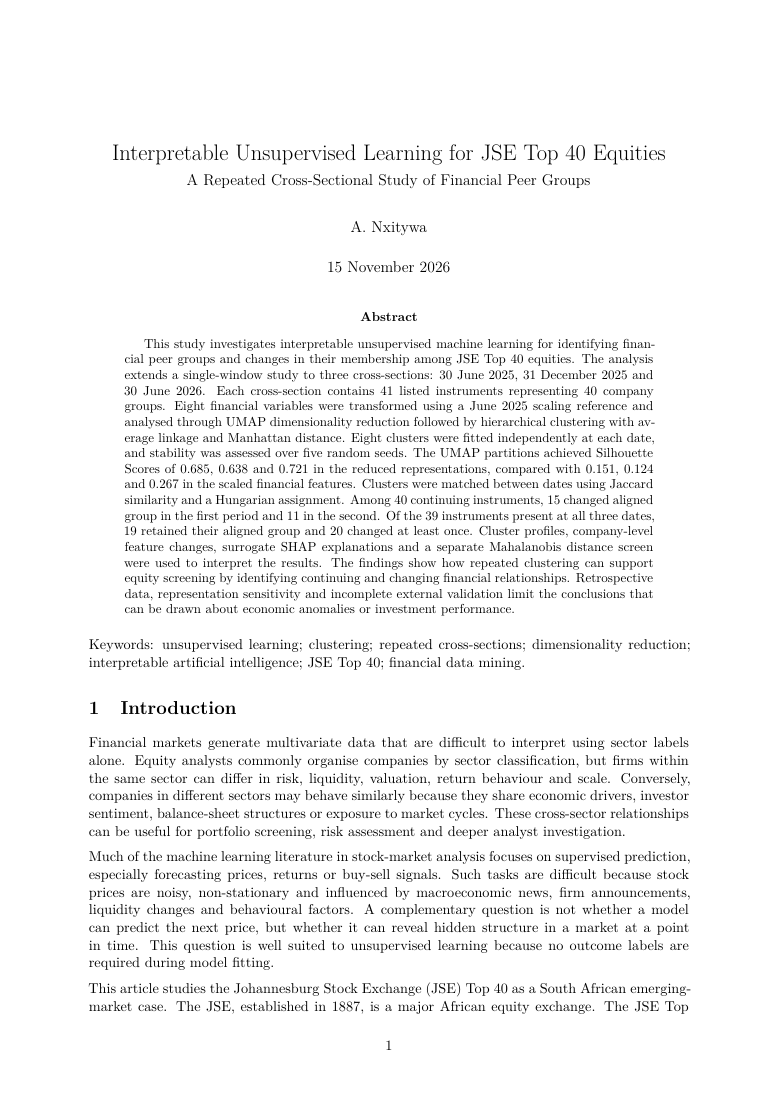 Interpretable Unsupervised Learning for JSE Top 40 Equities
A Repeated Cross-Sectional Study of Financial Peer Groups
A. Nxitywa
15 November 2026
Abstract
This study investigates interpretable unsupervised machine learning for identifying finan-
cial peer groups and changes in their membership among JSE Top 40 equities. The analysis
extends a single-window study to three cross-sections: 30 June 2025, 31 December 2025 and
30 June 2026. Each cross-section contains 41 listed instruments representing 40 company
groups. Eight financial variables were transformed using a June 2025 scaling reference and
analysed through UMAP dimensionality reduction followed by hierarchical clustering with av-
erage linkage and Manhattan distance. Eight clusters were fitted independently at each date,
and stability was assessed over five random seeds. The UMAP partitions achieved Silhouette
Scores of 0.685, 0.638 and 0.721 in the reduced representations, compared with 0.151, 0.124
and 0.267 in the scaled financial features. Clusters were matched between dates using Jaccard
similarity and a Hungarian assignment. Among 40 continuing instruments, 15 changed aligned
group in the first period and 11 in the second. Of the 39 instruments present at all three dates,
19 retained their aligned group and 20 changed at least once. Cluster profiles, company-level
feature changes, surrogate SHAP explanations and a separate Mahalanobis distance screen
were used to interpret the results. The findings show how repeated clustering can support
equity screening by identifying continuing and changing financial relationships. Retrospective
data, representation sensitivity and incomplete external validation limit the conclusions that
can be drawn about economic anomalies or investment performance.
Keywords: unsupervised learning; clustering; repeated cross-sections; dimensionality reduction;
interpretable artificial intelligence; JSE Top 40; financial data mining.
1 Introduction
Financial markets generate multivariate data that are difficult to interpret using sector labels
alone. Equity analysts commonly organise companies by sector classification, but firms within
the same sector can differ in risk, liquidity, valuation, return behaviour and scale. Conversely,
companies in different sectors may behave similarly because they share economic drivers, investor
sentiment, balance-sheet structures or exposure to market cycles. These cross-sector relationships
can be useful for portfolio screening, risk assessment and deeper analyst investigation.
Much of the machine learning literature in stock-market analysis focuses on supervised prediction,
especially forecasting prices, returns or buy-sell signals. Such tasks are difficult because stock
prices are noisy, non-stationary and influenced by macroeconomic news, firm announcements,
liquidity changes and behavioural factors. A complementary question is not whether a model
can predict the next price, but whether it can reveal hidden structure in a market at a point
in time. This question is well suited to unsupervised learning because no outcome labels are
required during model fitting.
This article studies the Johannesburg Stock Exchange (JSE) Top 40 as a South African emerging-
market case. The JSE, established in 1887, is a major African equity exchange. The JSE Top
1